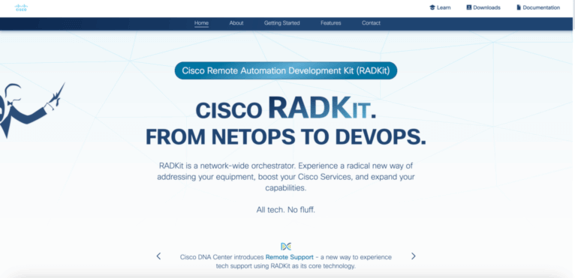 CISCO
Learn Downloads Documentation
Home About Getting Started Features Contact
Cisco Remote Automation Development Kit (RADKit)
CISCO RADKIT.
FROM NETOPS TO DEVOPS.
RADKit is a network-wide orchestrator. Experience a radical new way of
addressing your equipment, boost your Cisco Services, and expand your
capabilities.
All tech. No fluff.
Cisco DNA Center introduces Remote Support - a new way to experience
tech support using RADKit as its core technology.